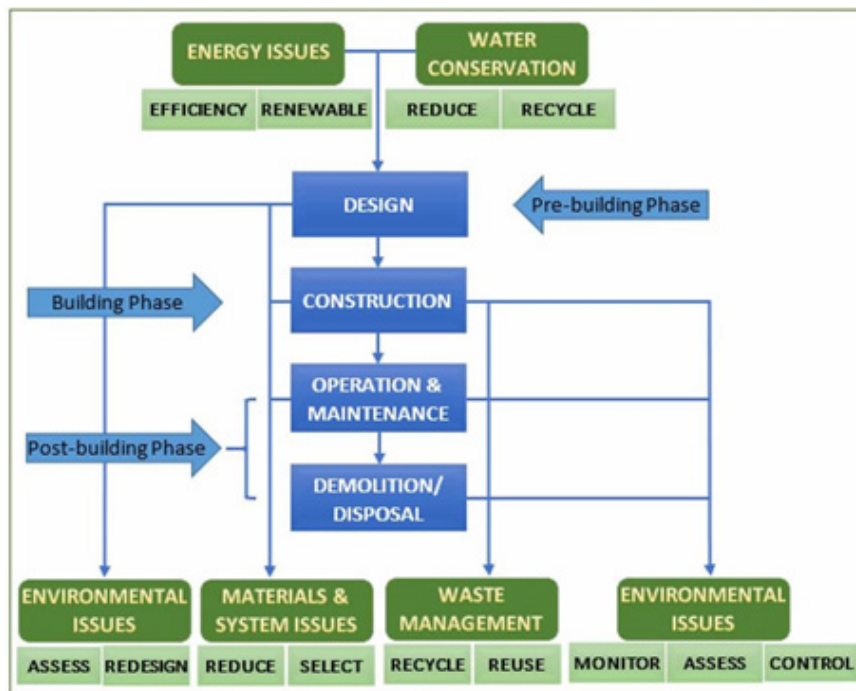 ENERGY ISSUES
WATER
CONSERVATION
EFFICIENCY
RENEWABLE
REDUCE
RECYCLE
DESIGN
Pre-building Phase
Building Phase
CONSTRUCTION
OPERATION &
MAINTENANCE
Post-building Phase
DEMOLITION/
DISPOSAL
ENVIRONMENTAL
ISSUES
MATERIALS &
SYSTEM ISSUES
WASTE
MANAGEMENT
ENVIRONMENTAL
ISSUES
ASSESS
REDESIGN
REDUCE
SELECT
RECYCLE
REUSE
MONITOR
ASSESS
CONTROL